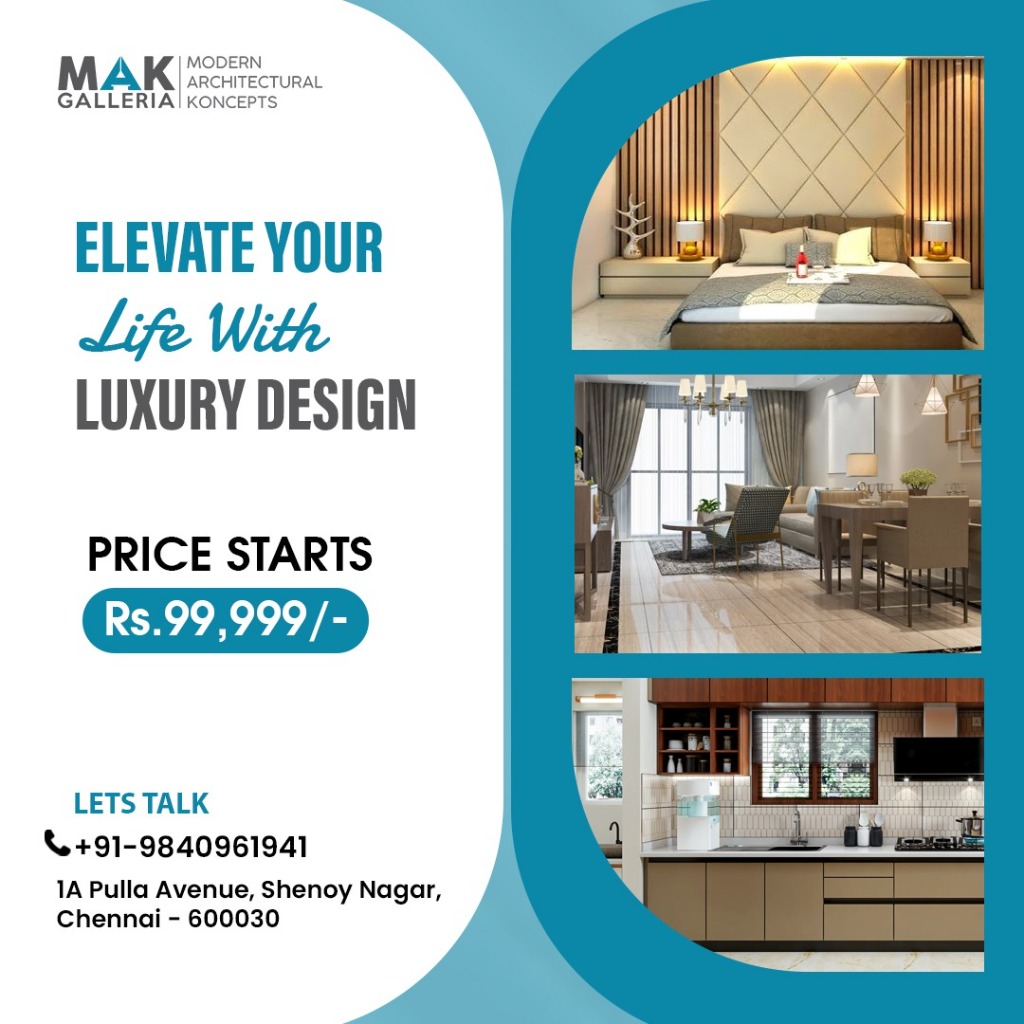 MAK
GALLERIA
MODERN
ARCHITECTURAL
KONCEPTS
ELEVATE YOUR
Life With
LUXURY DESIGN
PRICE STARTS
Rs.99,999/-
LETS TALK
+91-9840961941
1A Pulla Avenue, Shenoy Nagar,
Chennai - 600030